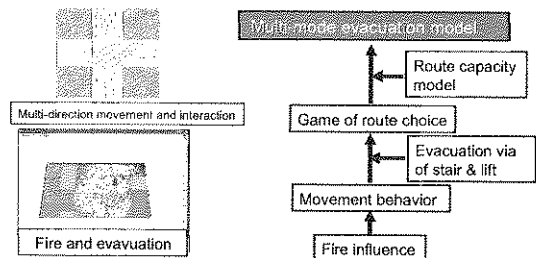 Multi-direction movement and interaction
Fire and evavuation
Multi-mode evacuation model
Route capacity
model
Game of route choice
Evacuation via
of stair & lift
Movement behavior
Fire influence